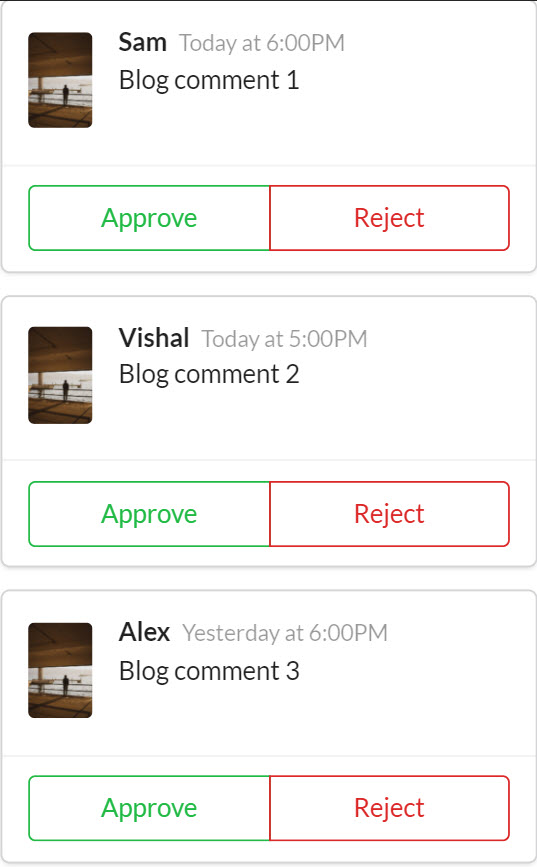 Sam Today at 6:00PM
Blog comment 1
Approve Reject
Vishal Today at 5:00PM
Blog comment 2
Approve Reject
Alex Yesterday at 6:00PM
Blog comment 3
Approve Reject